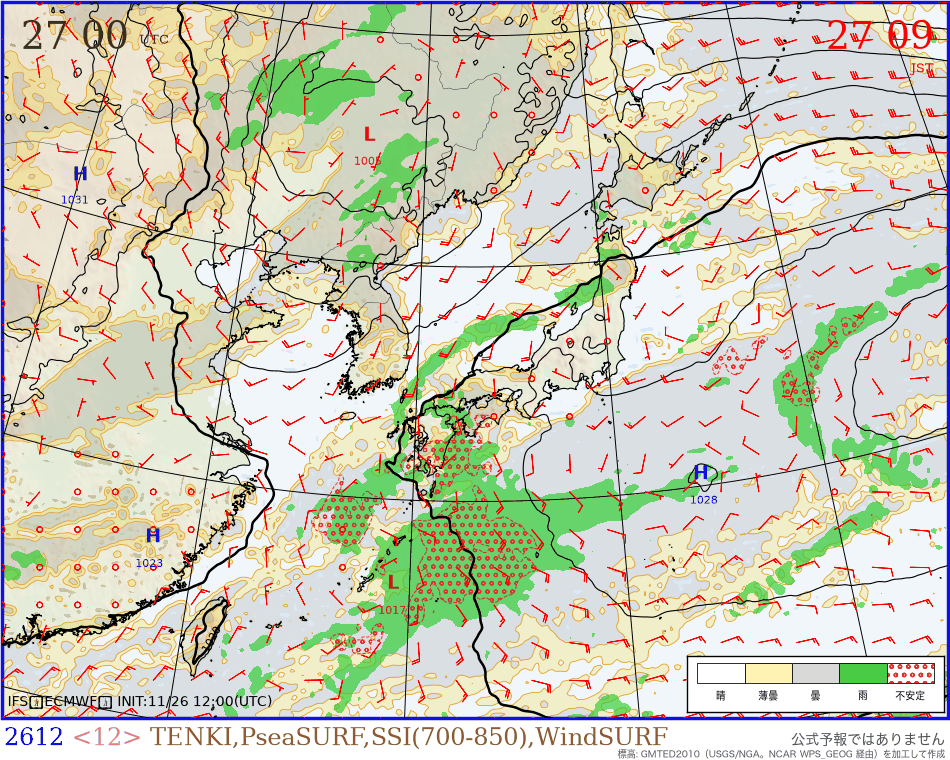 27 00 UTC
27 09
JST
L
1005
H
1031
H
1028
H
1023
L
1017
晴 薄曇 曇 雨 不安定
IFS ECMWF INIT:11/26 12:00(UTC)
2612 <12> TENKI,PseaSURF,SSI(700-850),WindSURF
公式予報ではありません
標高: GMTED2010（USGS/NGA。NCAR WPS_GEOG 経由）を加工して作成